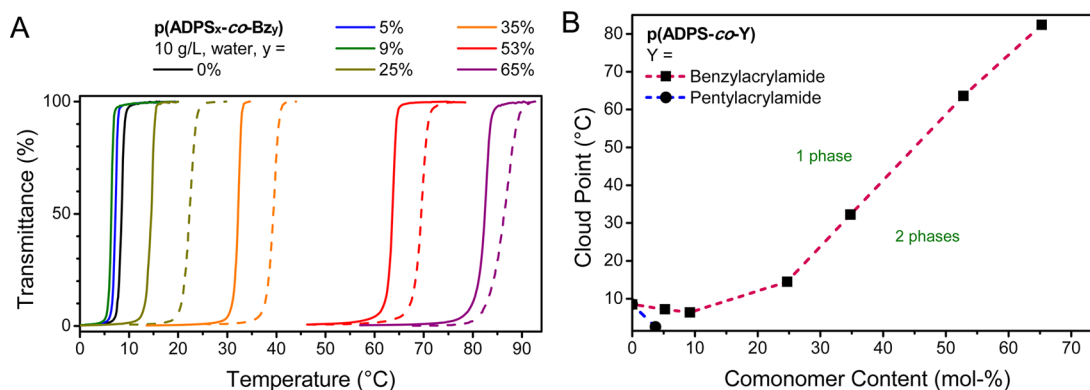 A
p(ADPSx-co-Bzy)
10 g/L, water, y =
0%
5%
9%
25%
35%
53%
65%
Transmittance (%)
100
50
0
0 10 20 30 40 50 60 70 80 90
Temperature (°C)
B
p(ADPS-co-Y)
Y =
Benzylacrylamide
Pentylacrylamide
1 phase
2 phases
Cloud Point (°C)
80
70
60
50
40
30
20
10
0
0 10 20 30 40 50 60 70
Comonomer Content (mol-%)